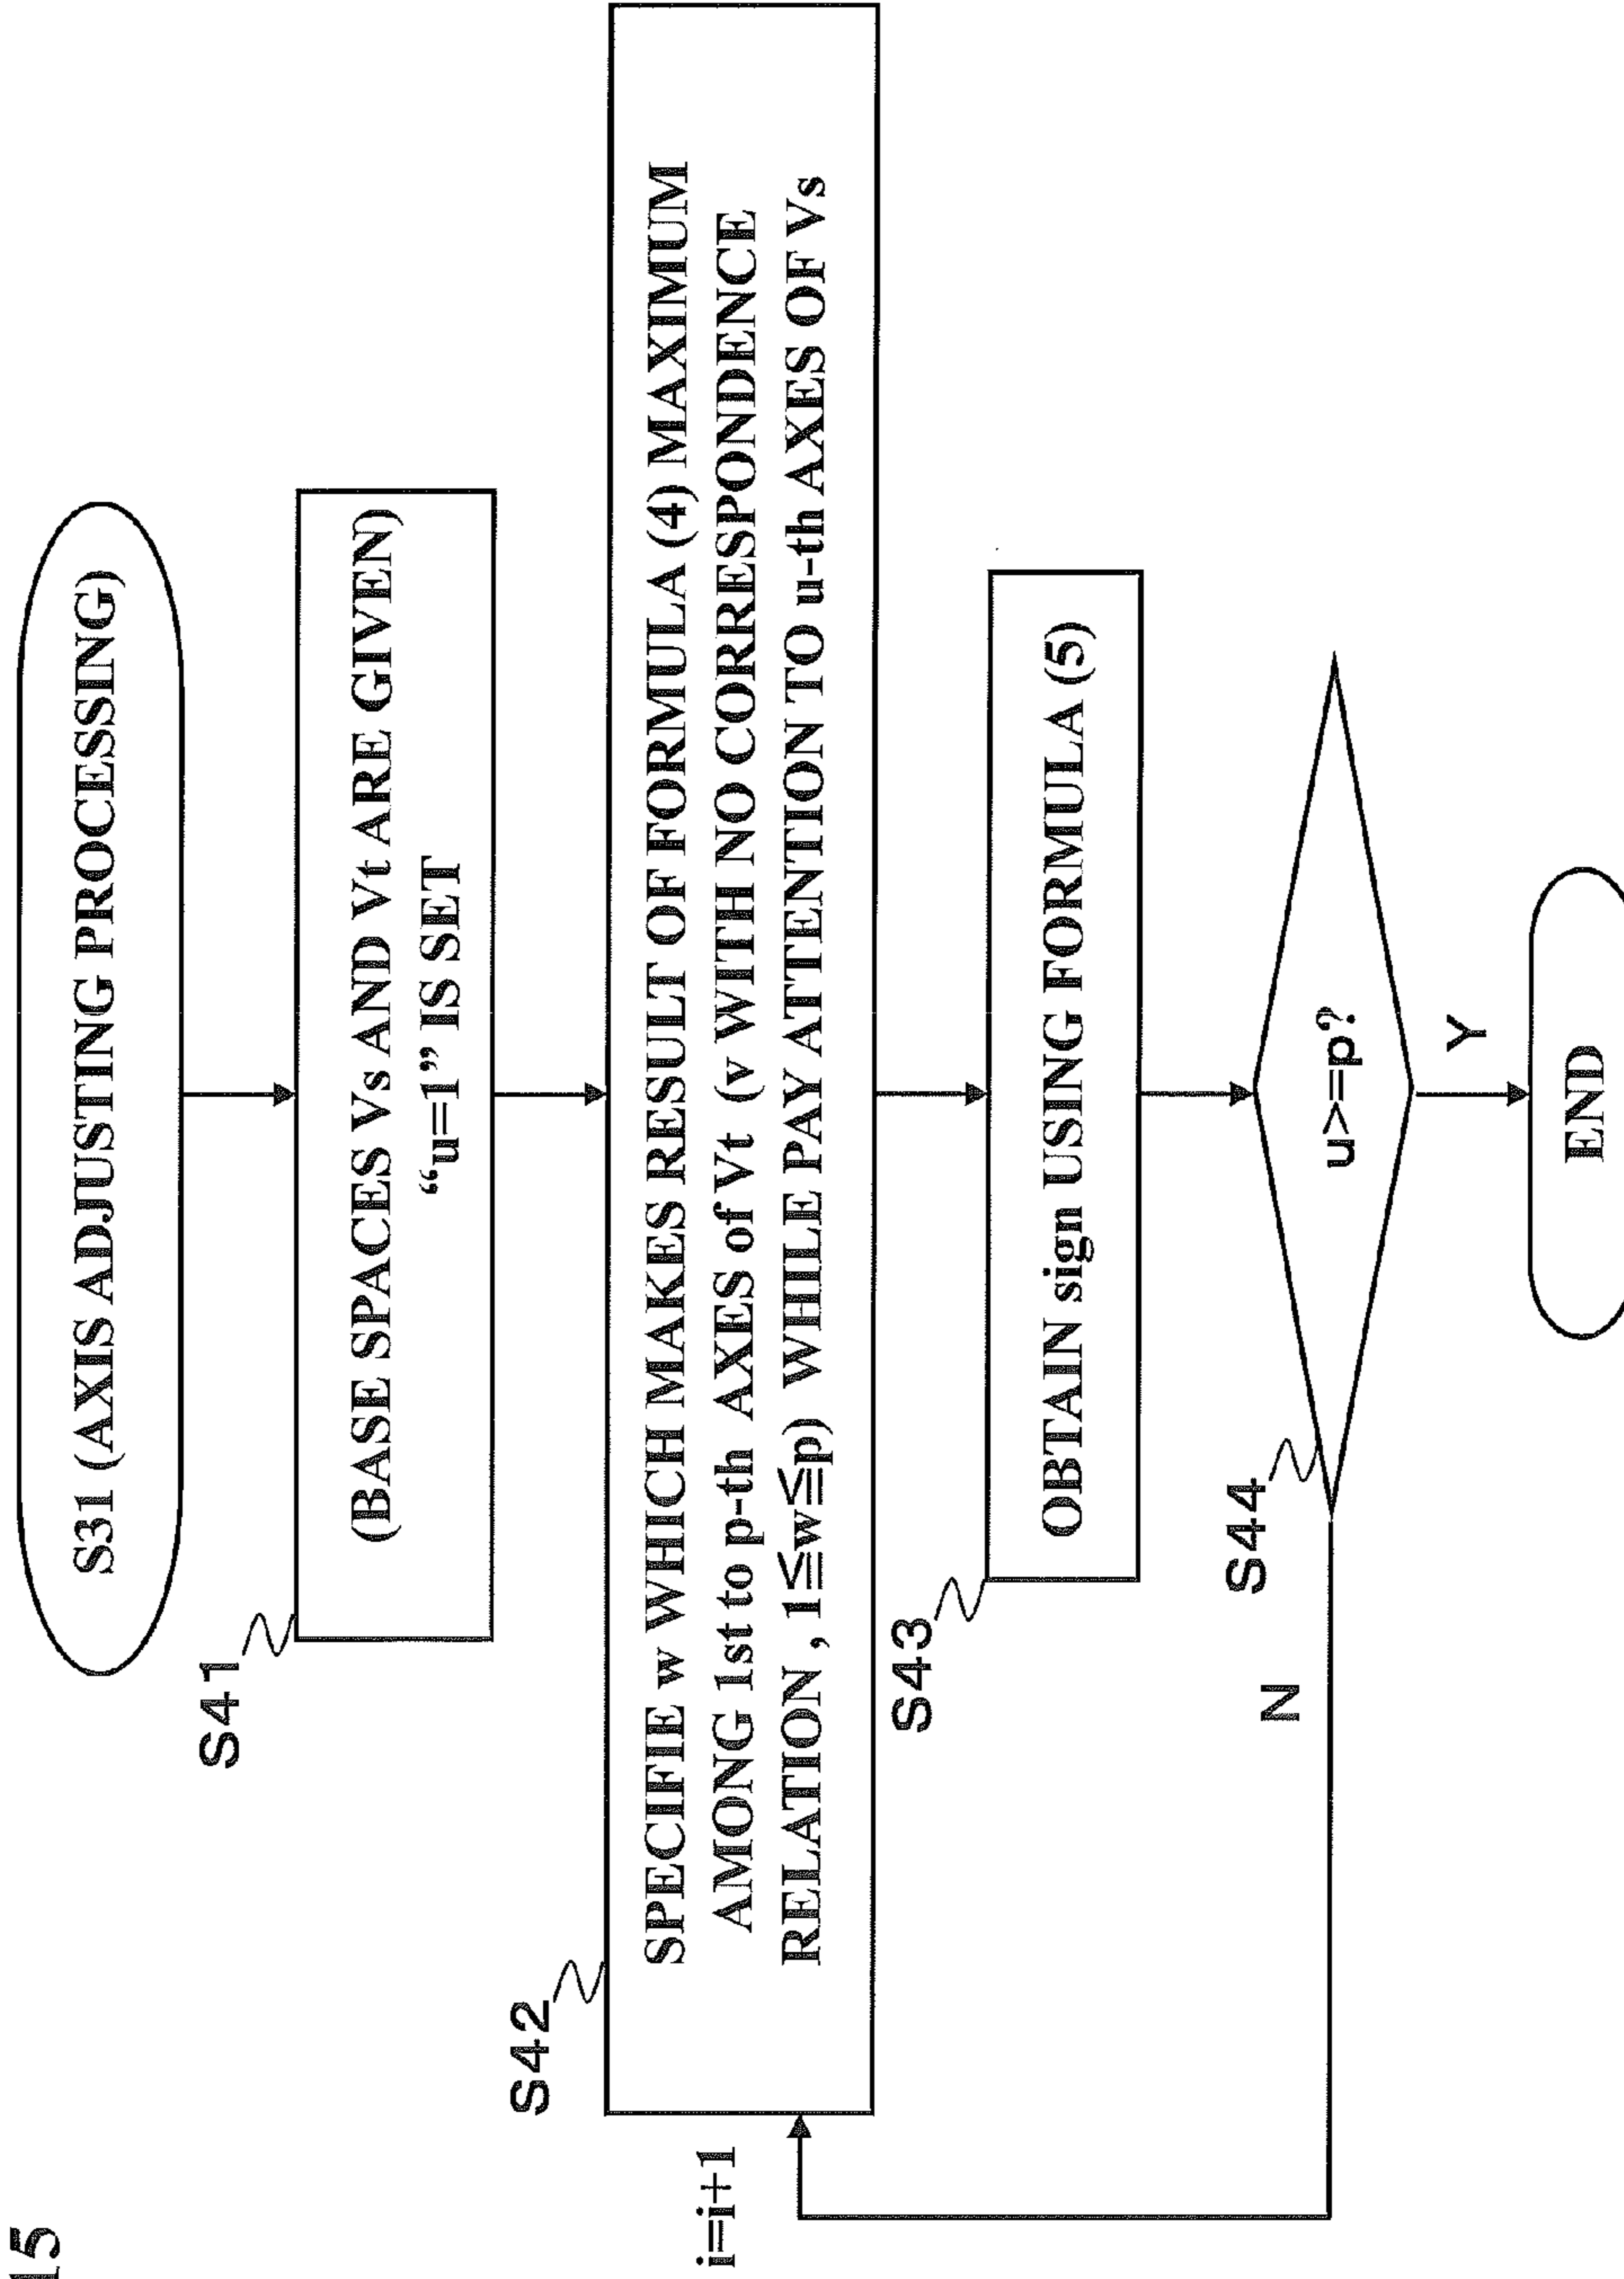 15
S31 (AXIS ADJUSTING PROCESSING)
S41
(BASE SPACES Vs AND Vt ARE GIVEN)
“u=1” IS SET
S42
SPECIFIE w WHICH MAKES RESULT OF FORMULA (4) MAXIMUM
AMONG 1st to p-th AXES of Vt (v WITH NO CORRESPONDENCE
RELATION , 1≦w≦p) WHILE PAY ATTENTION TO u-th AXES OF Vs
i=i+1
S43
OBTAIN sign USING FORMULA (5)
S44
u>=p?
N
Y
END